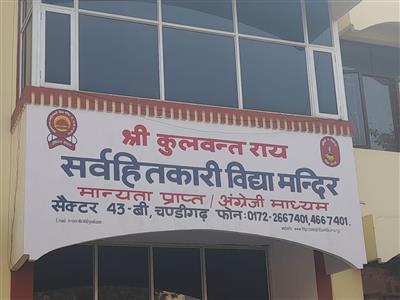 श्री कुलवन्त राय
सर्वहितकारी विद्या मन्दिर
मान्यता प्राप्त / अंग्रेजी माध्यम
सैक्टर 43-बी, चण्डीगढ़ फोन: 0172-2667401, 4667401.